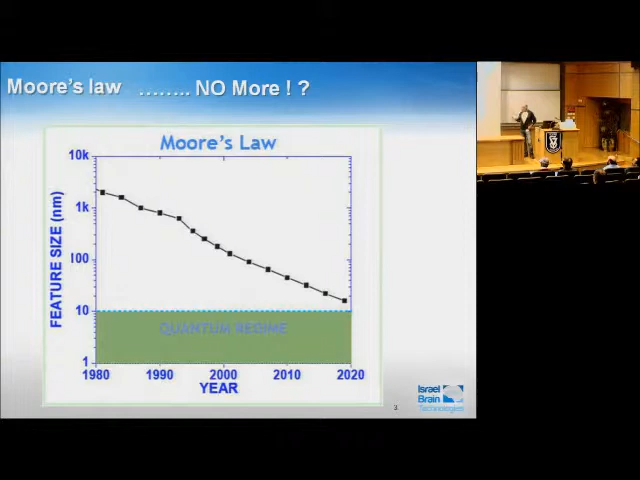 Moore's law ........ NO More ! ?
Moore's Law
10k
1k
100
10
1
FEATURE SIZE (nm)
QUANTUM REGIME
1980 1990 2000 2010 2020
YEAR
Israel
Brain
Technologies
3